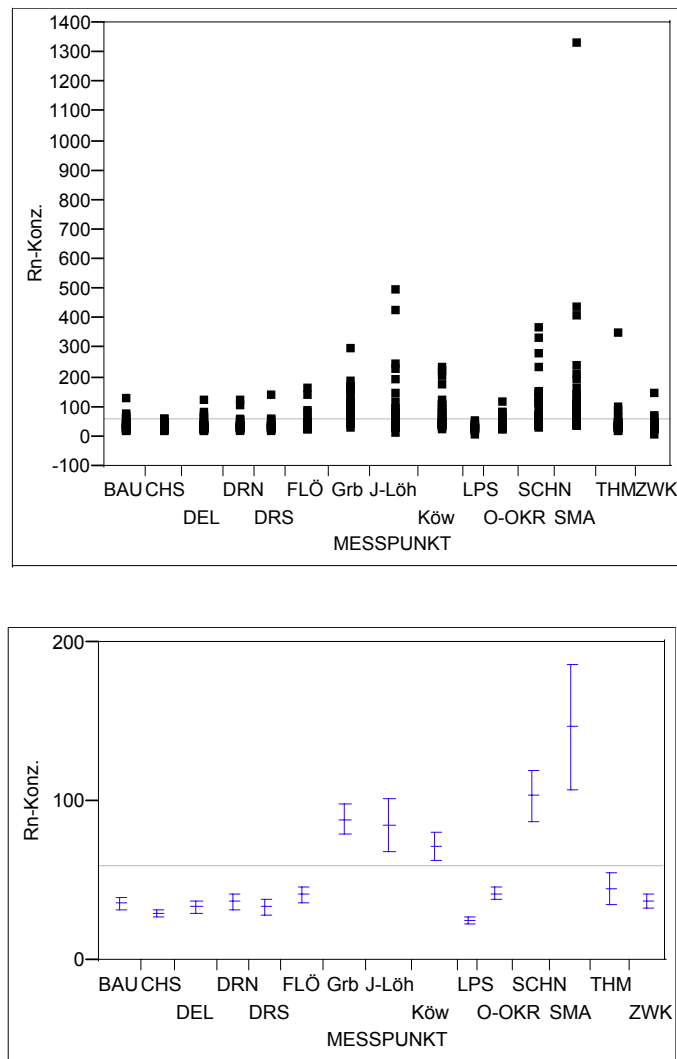 1400
1300
1200
1100
1000
900
800
700
600
500
400
300
200
100
0
-100
Rn-Konz.
BAU CHS DRN FLÖ Grb J-Löh LPS SCHN THM ZWK
DEL DRS Köw O-OKR SMA
MESSPUNKT
200
100
0
Rn-Konz.
BAU CHS DRN FLÖ Grb J-Löh LPS SCHN THM
DEL DRS Köw O-OKR SMA ZWK
MESSPUNKT